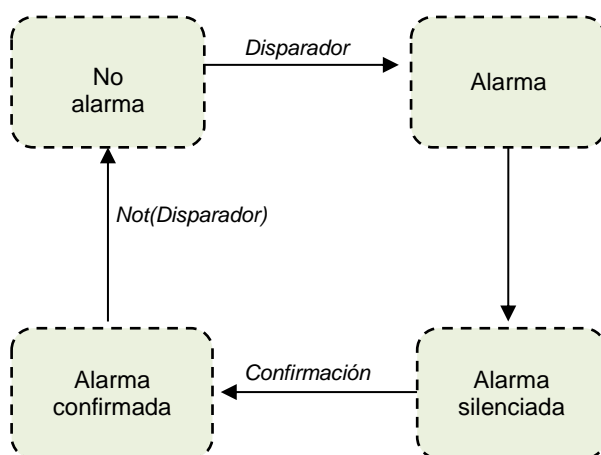 Disparador
No
alarma
Alarma
Not(Disparador)
Alarma
confirmada
Confirmación
Alarma
silenciada